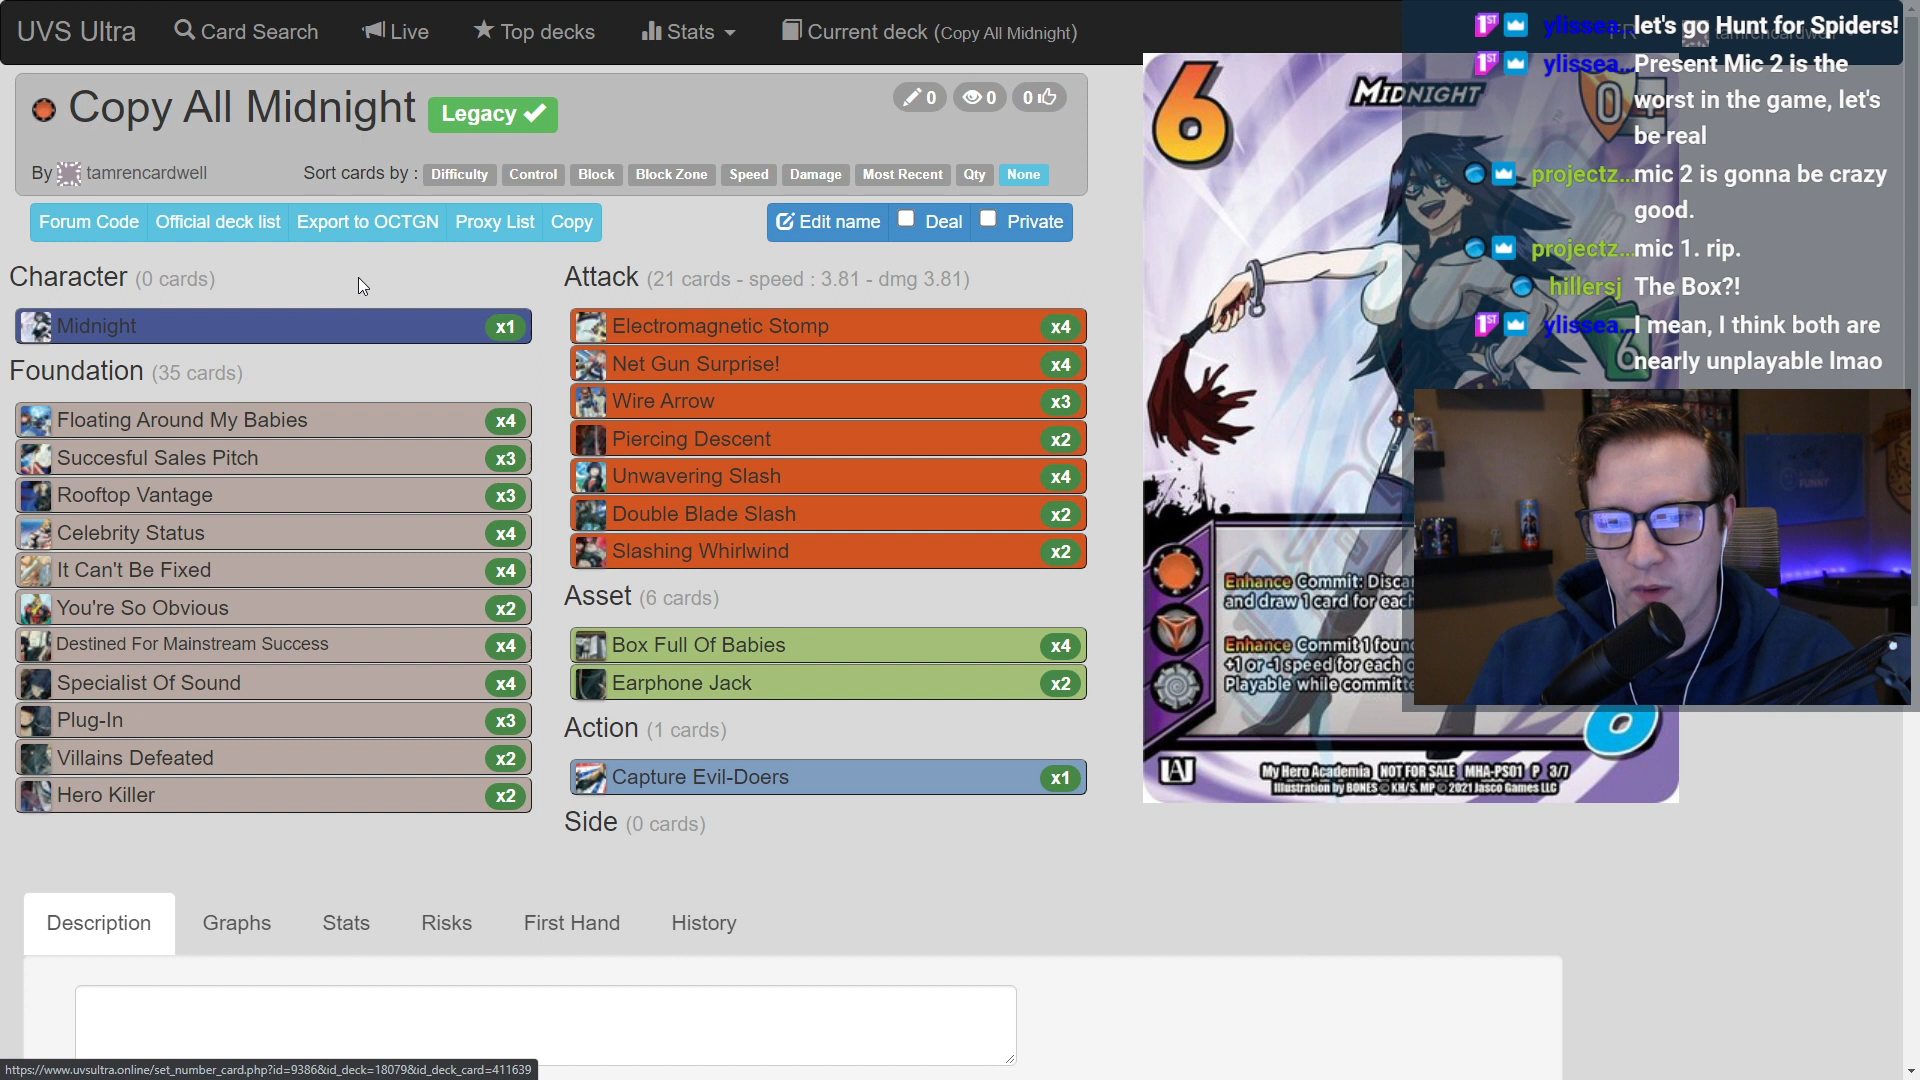 UVS Ultra
Card Search
Live
Top decks
Stats
Current deck (Copy All Midnight)
Copy All Midnight
Legacy
0
0
0
By tamrencardwell
Sort cards by :
Difficulty
Control
Block
Block Zone
Speed
Damage
Most Recent
Qty
None
Forum Code
Official deck list
Export to OCTGN
Proxy List
Copy
Edit name
Deal
Private
Character (0 cards)
Midnight x1
Foundation (35 cards)
Floating Around My Babies x4
Succesful Sales Pitch x3
Rooftop Vantage x3
Celebrity Status x4
It Can't Be Fixed x4
You're So Obvious x2
Destined For Mainstream Success x4
Specialist Of Sound x4
Plug-In x3
Villains Defeated x2
Hero Killer x2
Attack (21 cards - speed : 3.81 - dmg 3.81)
Electromagnetic Stomp x4
Net Gun Surprise! x4
Wire Arrow x3
Piercing Descent x2
Unwavering Slash x4
Double Blade Slash x2
Slashing Whirlwind x2
Asset (6 cards)
Box Full Of Babies x4
Earphone Jack x2
Action (1 cards)
Capture Evil-Doers x1
Side (0 cards)
Description
Graphs
Stats
Risks
First Hand
History
https://www.uvsultra.online/set_number_card.php?id=9386&id_deck=18079&id_deck_card=411639
6
MIDNIGHT
0
6
Enhance Commit: Discar
and draw 1 card for each
Enhance Commit 1 foun
+1 or -1 speed for each o
Playable while committe
6
My Hero Academia NOT FOR SALE MHA-PS01 P 3/7
Illustration by BONES © KH/S, MP © 2021 Jasco Games LLC
1ST ylissea... let's go Hunt for Spiders!
1ST ylissea... Present Mic 2 is the
worst in the game, let's
be real
projectz... mic 2 is gonna be crazy
good.
projectz... mic 1. rip.
hillersj The Box?!
1ST ylissea... I mean, I think both are
nearly unplayable lmao